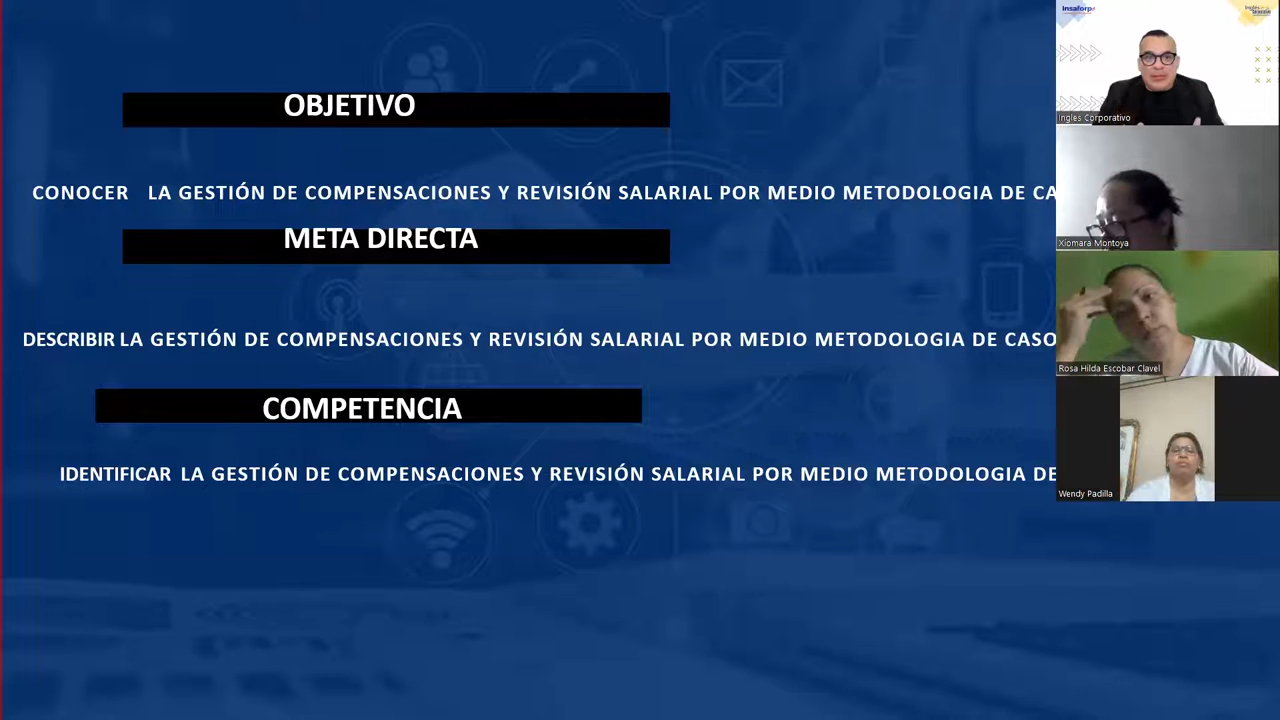 OBJETIVO
CONOCER LA GESTIÓN DE COMPENSACIONES Y REVISIÓN SALARIAL POR MEDIO METODOLOGIA DE CA
META DIRECTA
DESCRIBIR LA GESTIÓN DE COMPENSACIONES Y REVISIÓN SALARIAL POR MEDIO METODOLOGIA DE CASO
COMPETENCIA
IDENTIFICAR LA GESTIÓN DE COMPENSACIONES Y REVISIÓN SALARIAL POR MEDIO METODOLOGIA DE
Insaforp
Ingles Corporativo
Xiomara Montoya
Rosa Hilda Escobar Clavel
Wendy Padilla